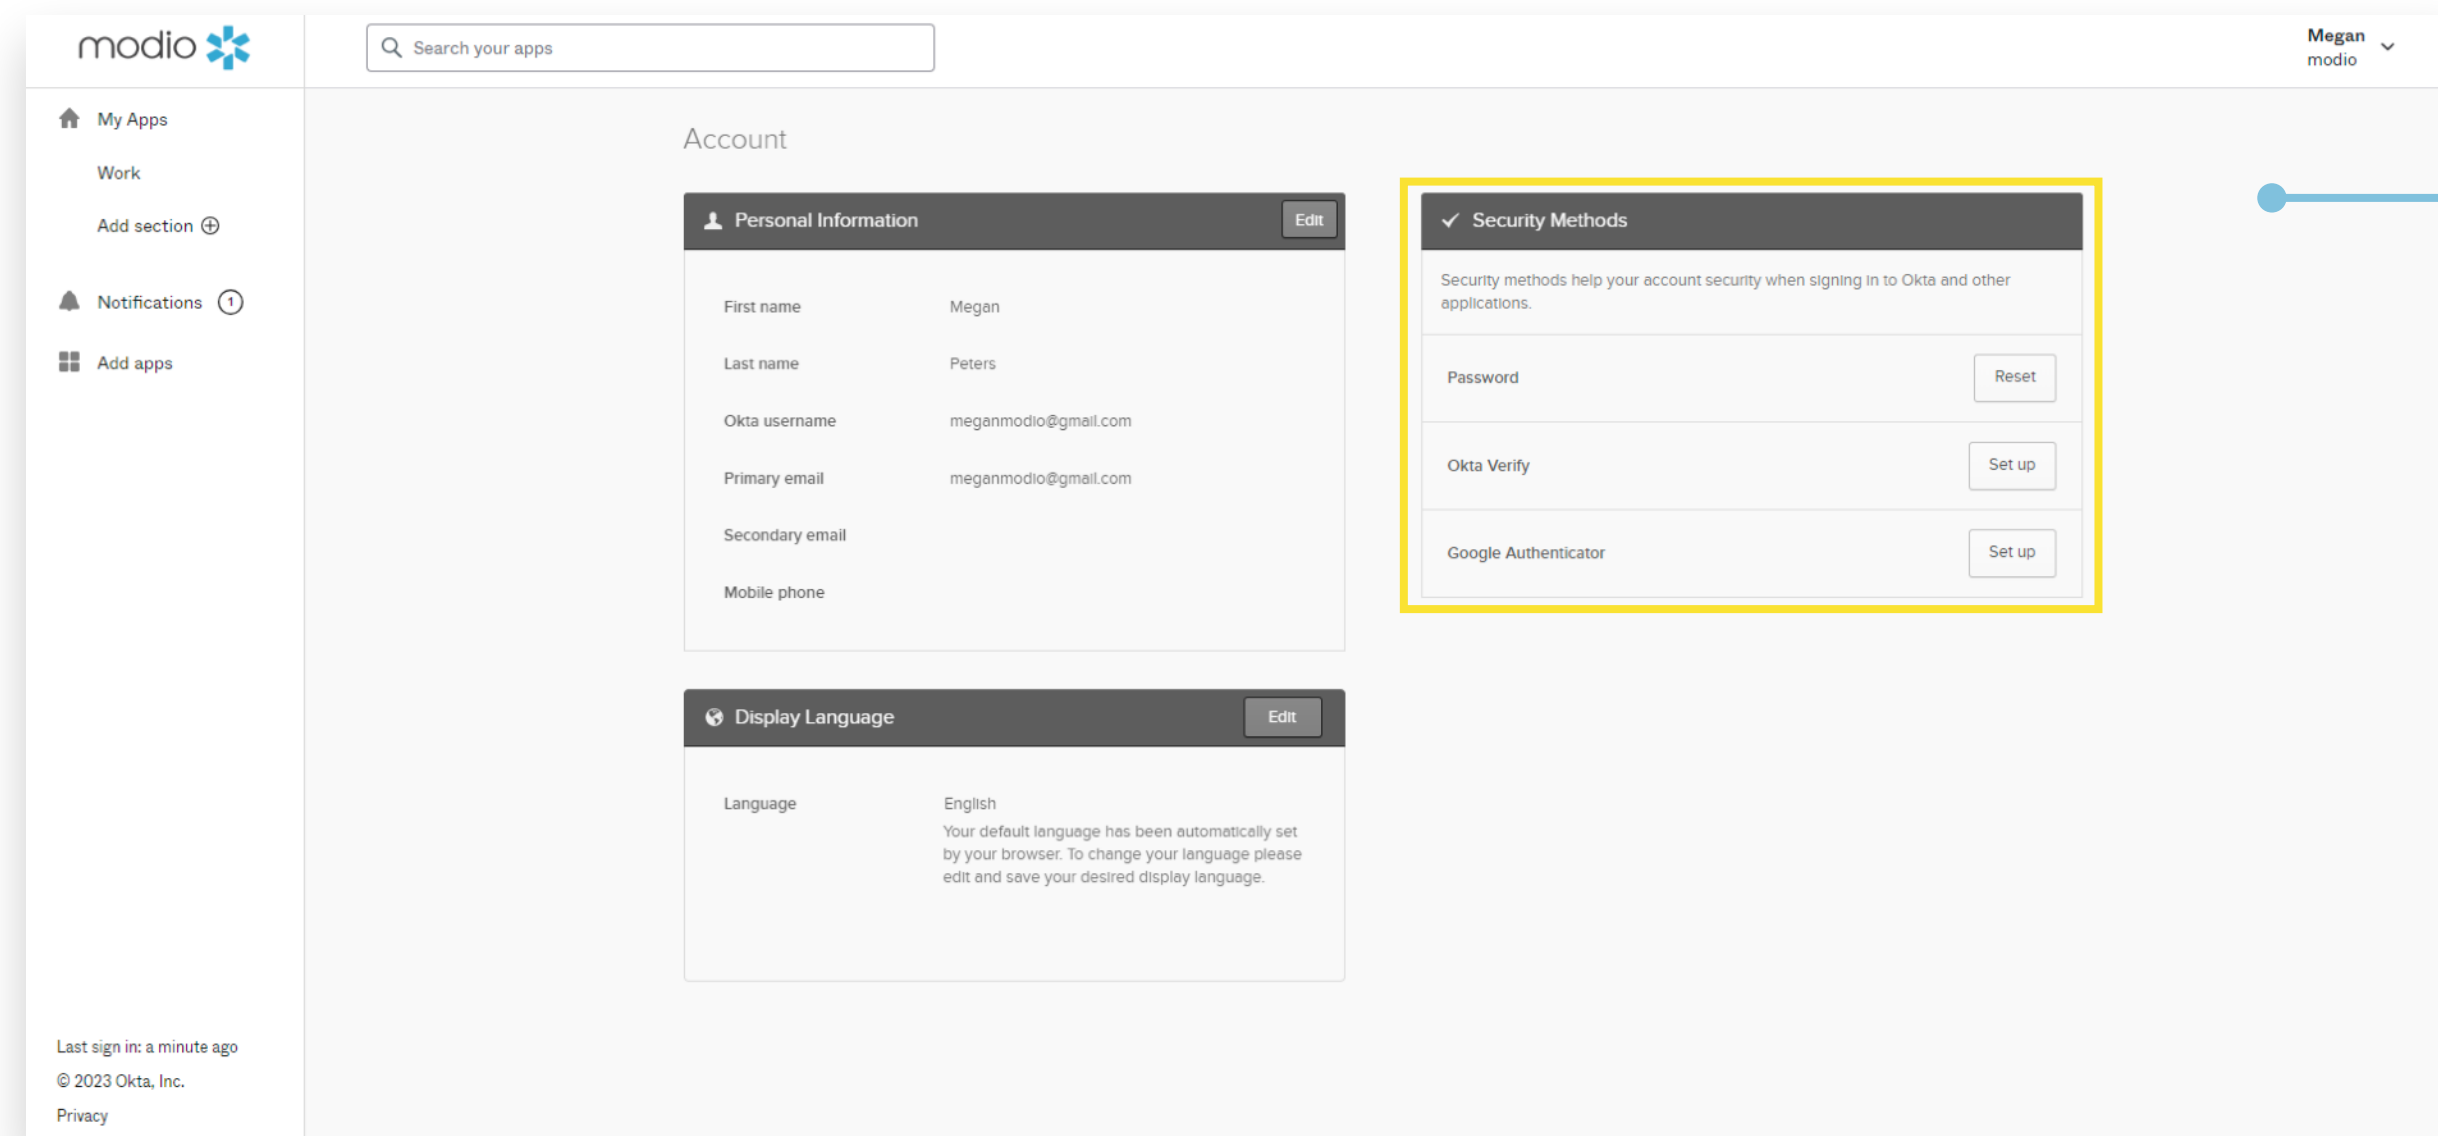 modio
Search your apps
Megan
modio
My Apps
Work
Add section
Notifications 1
Add apps
Last sign in: a minute ago
© 2023 Okta, Inc.
Privacy
Account
Personal Information
Edit
First name Megan
Last name Peters
Okta username meganmodio@gmail.com
Primary email meganmodio@gmail.com
Secondary email
Mobile phone
Display Language
Edit
Language English
Your default language has been automatically set
by your browser. To change your language please
edit and save your desired display language.
Security Methods
Security methods help your account security when signing in to Okta and other
applications.
Password Reset
Okta Verify Set up
Google Authenticator Set up